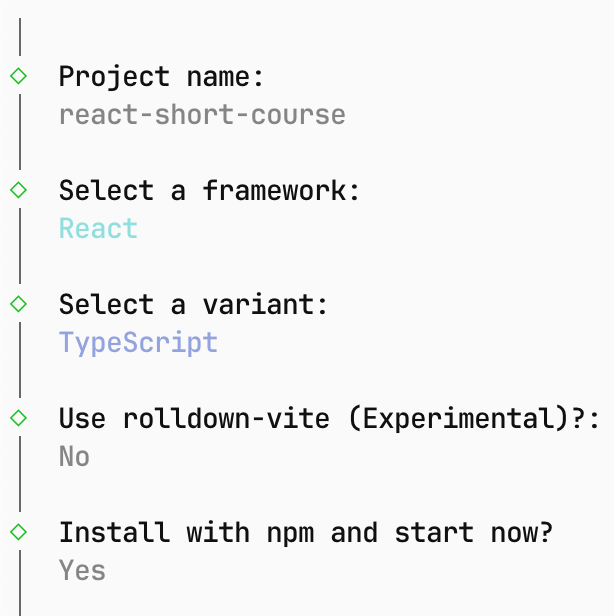 Project name:
react-short-course
Select a framework:
React
Select a variant:
TypeScript
Use rolldown-vite (Experimental)?:
No
Install with npm and start now?
Yes